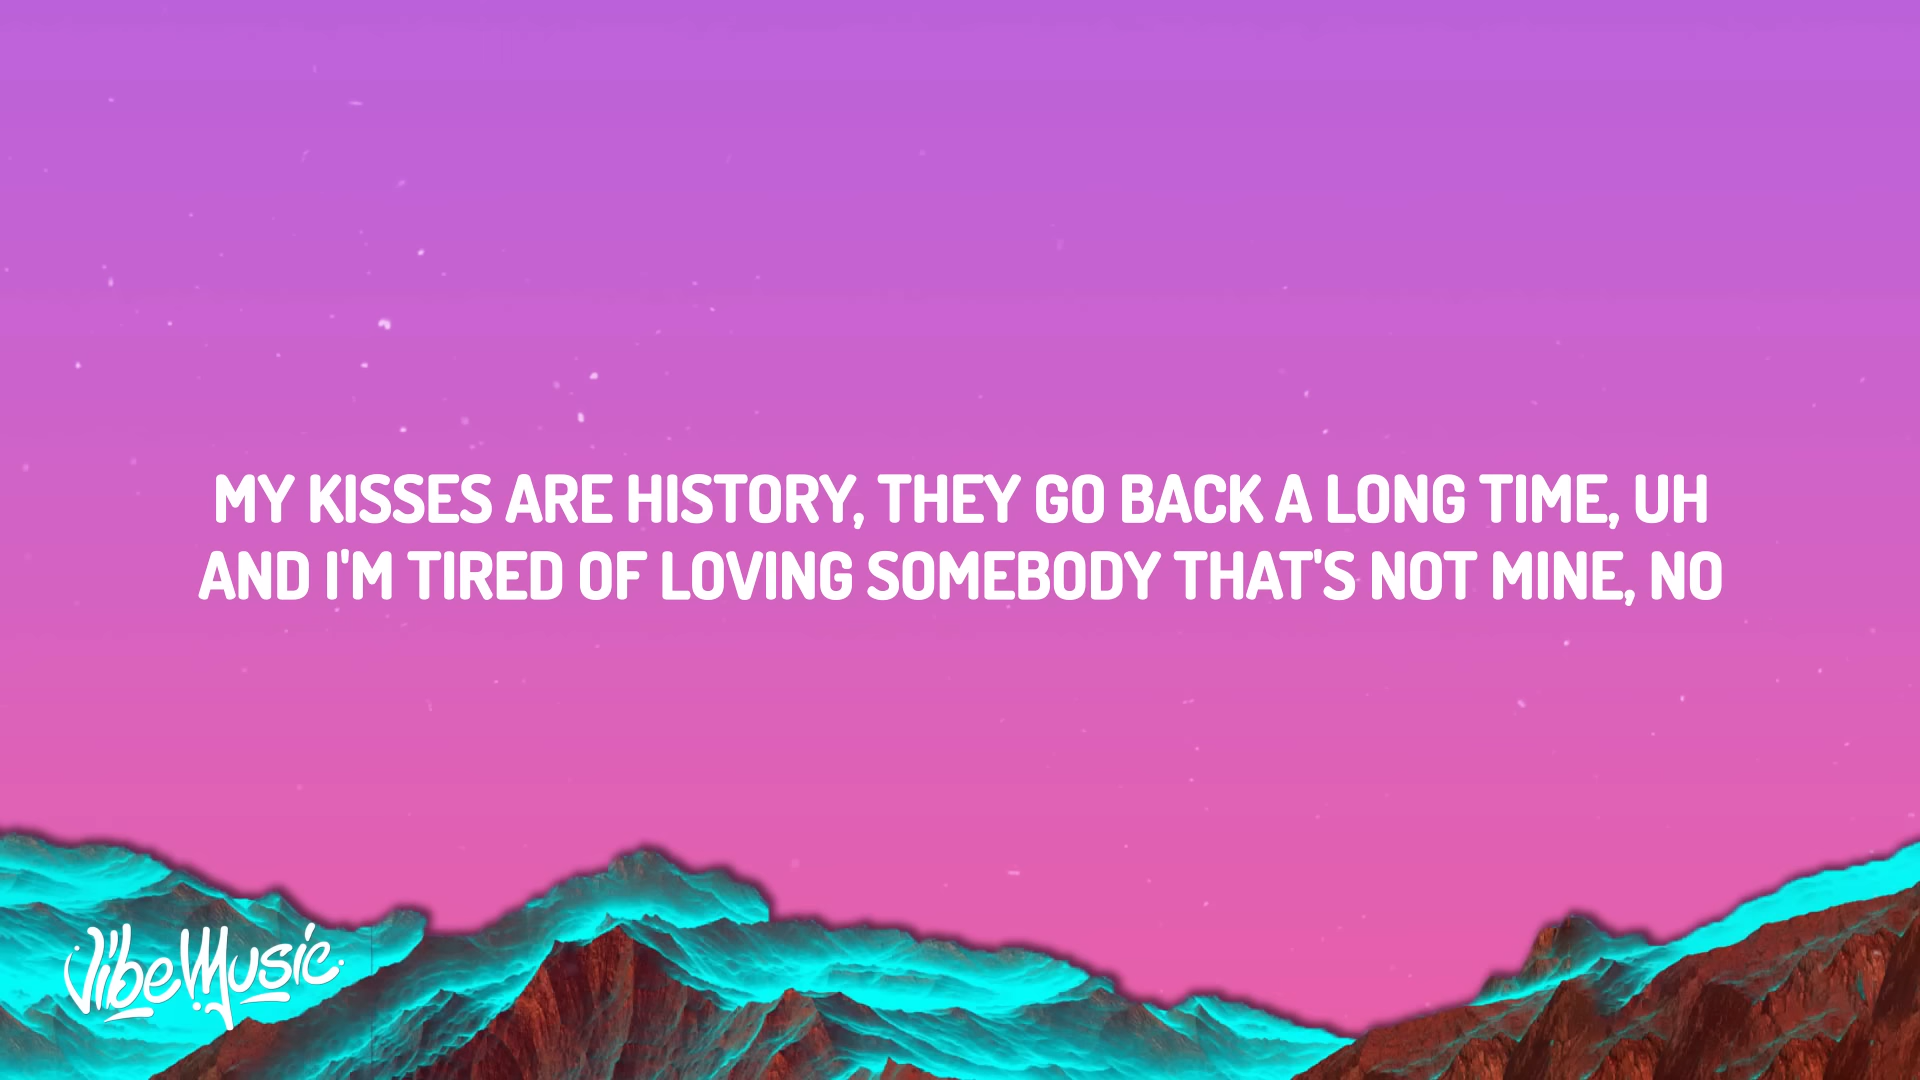 MY KISSES ARE HISTORY, THEY GO BACK A LONG TIME, UH
AND I'M TIRED OF LOVING SOMEBODY THAT'S NOT MINE, NO
VibeMusic